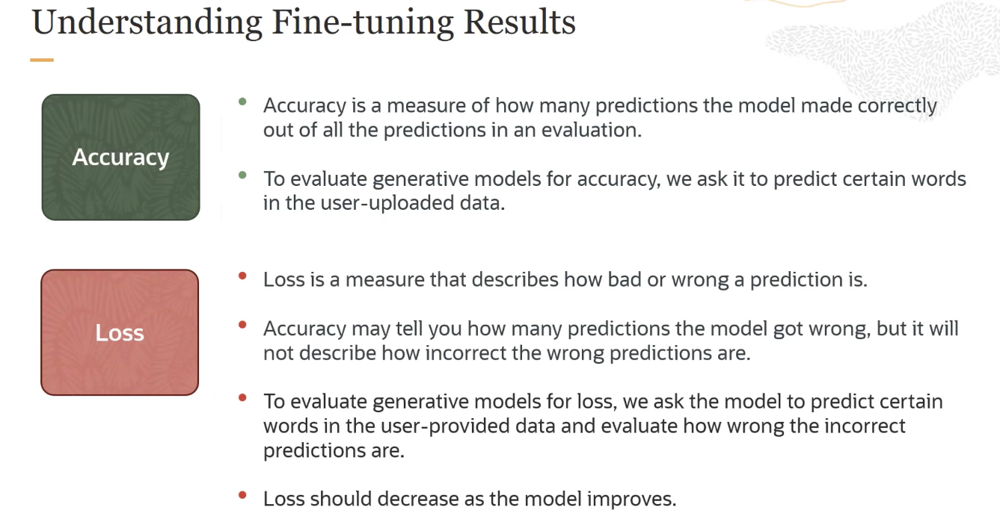 Understanding Fine-tuning Results
Accuracy
Accuracy is a measure of how many predictions the model made correctly
out of all the predictions in an evaluation.
To evaluate generative models for accuracy, we ask it to predict certain words
in the user-uploaded data.
Loss
Loss is a measure that describes how bad or wrong a prediction is.
Accuracy may tell you how many predictions the model got wrong, but it will
not describe how incorrect the wrong predictions are.
To evaluate generative models for loss, we ask the model to predict certain
words in the user-provided data and evaluate how wrong the incorrect
predictions are.
Loss should decrease as the model improves.